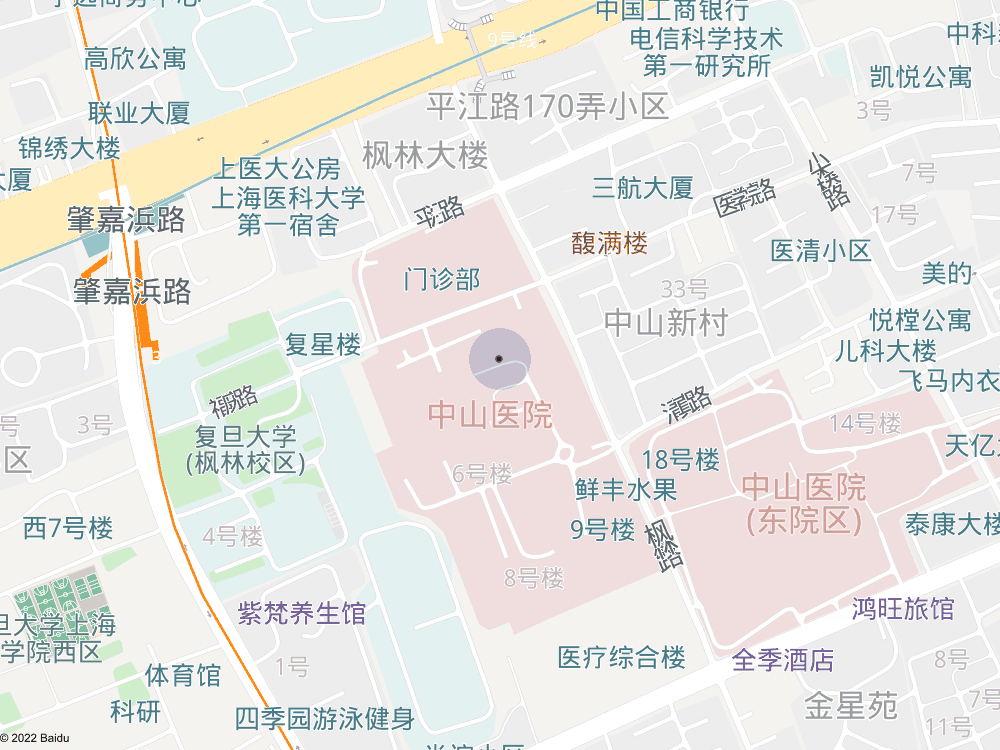 中国工商银行
电信科学技术
第一研究所
9号线
高欣公寓
凯悦公寓
3号
联业大厦
平江路170弄小区
锦绣大楼
枫林大楼
上医大公房
上海医科大学
第一宿舍
三航大厦
医学院路
小木桥路
7号
17号
肇嘉浜路
平江路
馥满楼
医清小区
门诊部
美的
肇嘉浜路
33号
中山新村
悦樘公寓
复星楼
儿科大楼
飞马内衣
清真路
中山医院
3号
复旦大学
(枫林校区)
14号楼
18号楼
6号楼
鲜丰水果
中山医院
(东院区)
西7号楼
4号楼
9号楼
枫林路
泰康大楼
8号楼
紫梵养生馆
鸿旺旅馆
旦大学上海
学院西区
体育馆
1号
医疗综合楼
全季酒店
8号
科研
四季园游泳健身
金星苑
7号
11号
© 2022 Baidu